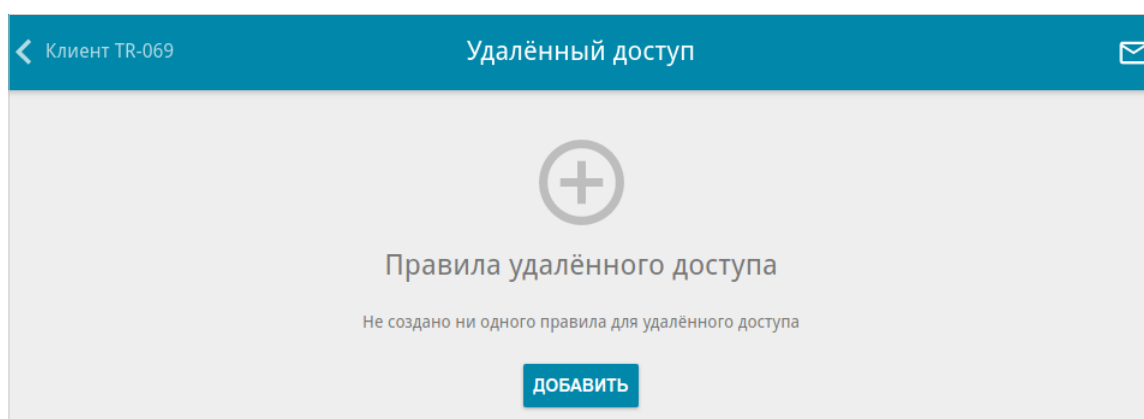 Клиент TR-069
Удалённый доступ
Правила удалённого доступа
Не создано ни одного правила для удалённого доступа
ДОБАВИТЬ